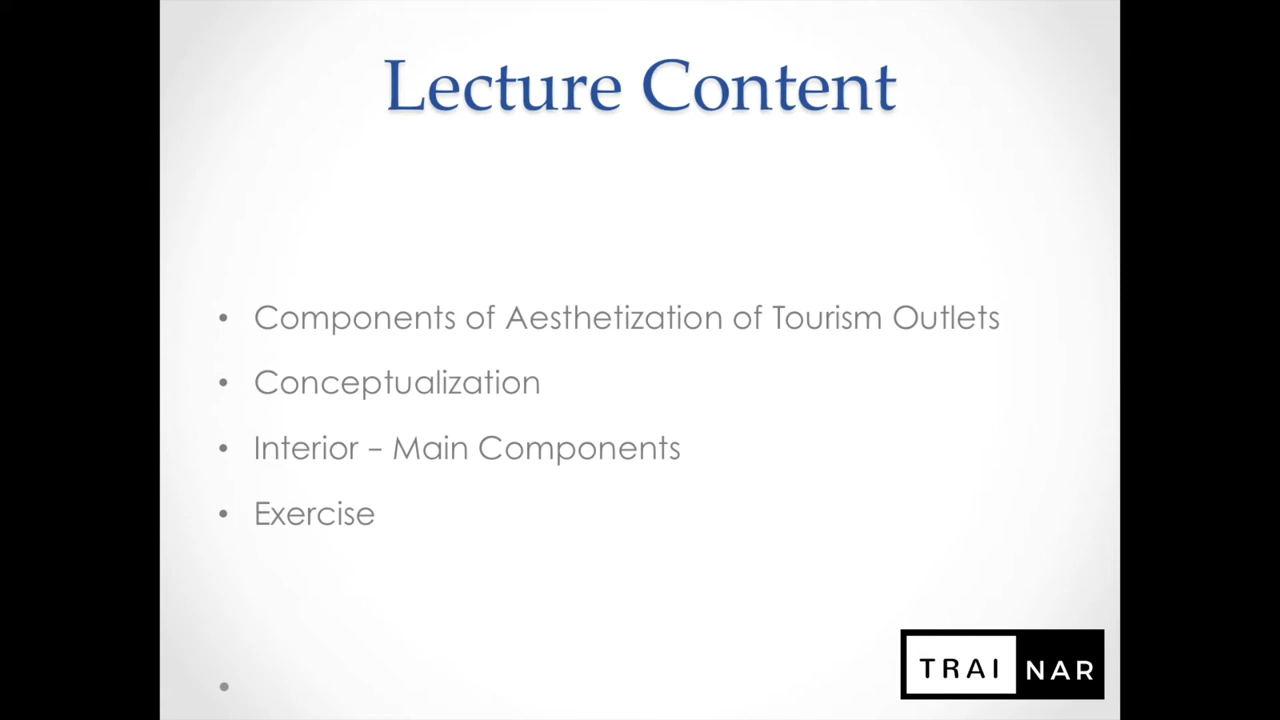 Lecture Content
• Components of Aesthetization of Tourism Outlets
• Conceptualization
• Interior – Main Components
• Exercise
•
TRAI NAR